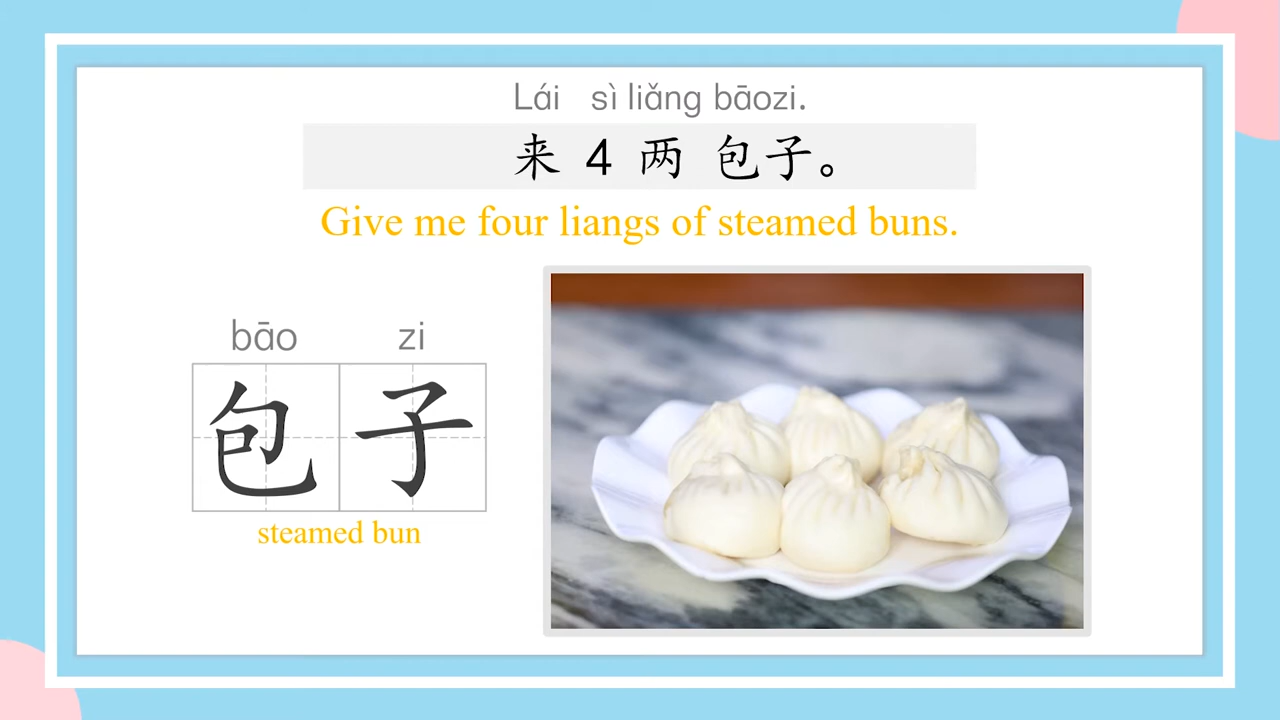 Lái sì liǎng bāozi.
来 4 两 包子。
Give me four liangs of steamed buns.
bāo zi
包子
steamed bun